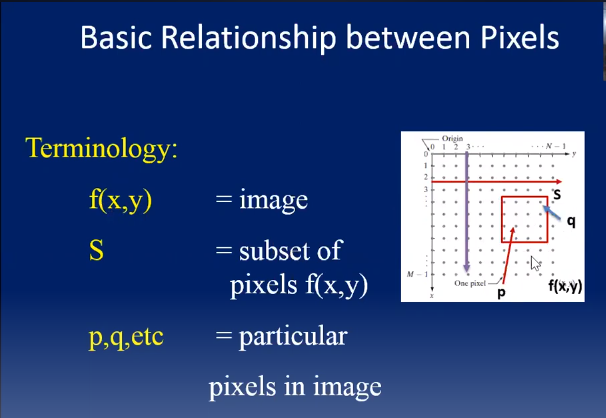 Basic Relationship between Pixels
Terminology:
f(x,y) = image
S = subset of
pixels f(x,y)
p,q,etc = particular
pixels in image
Origin
0 1 2 3 · · · · · · N − 1
y
0
1
2
3
S
q
M − 1
One pixel
x
p
f(x,y)